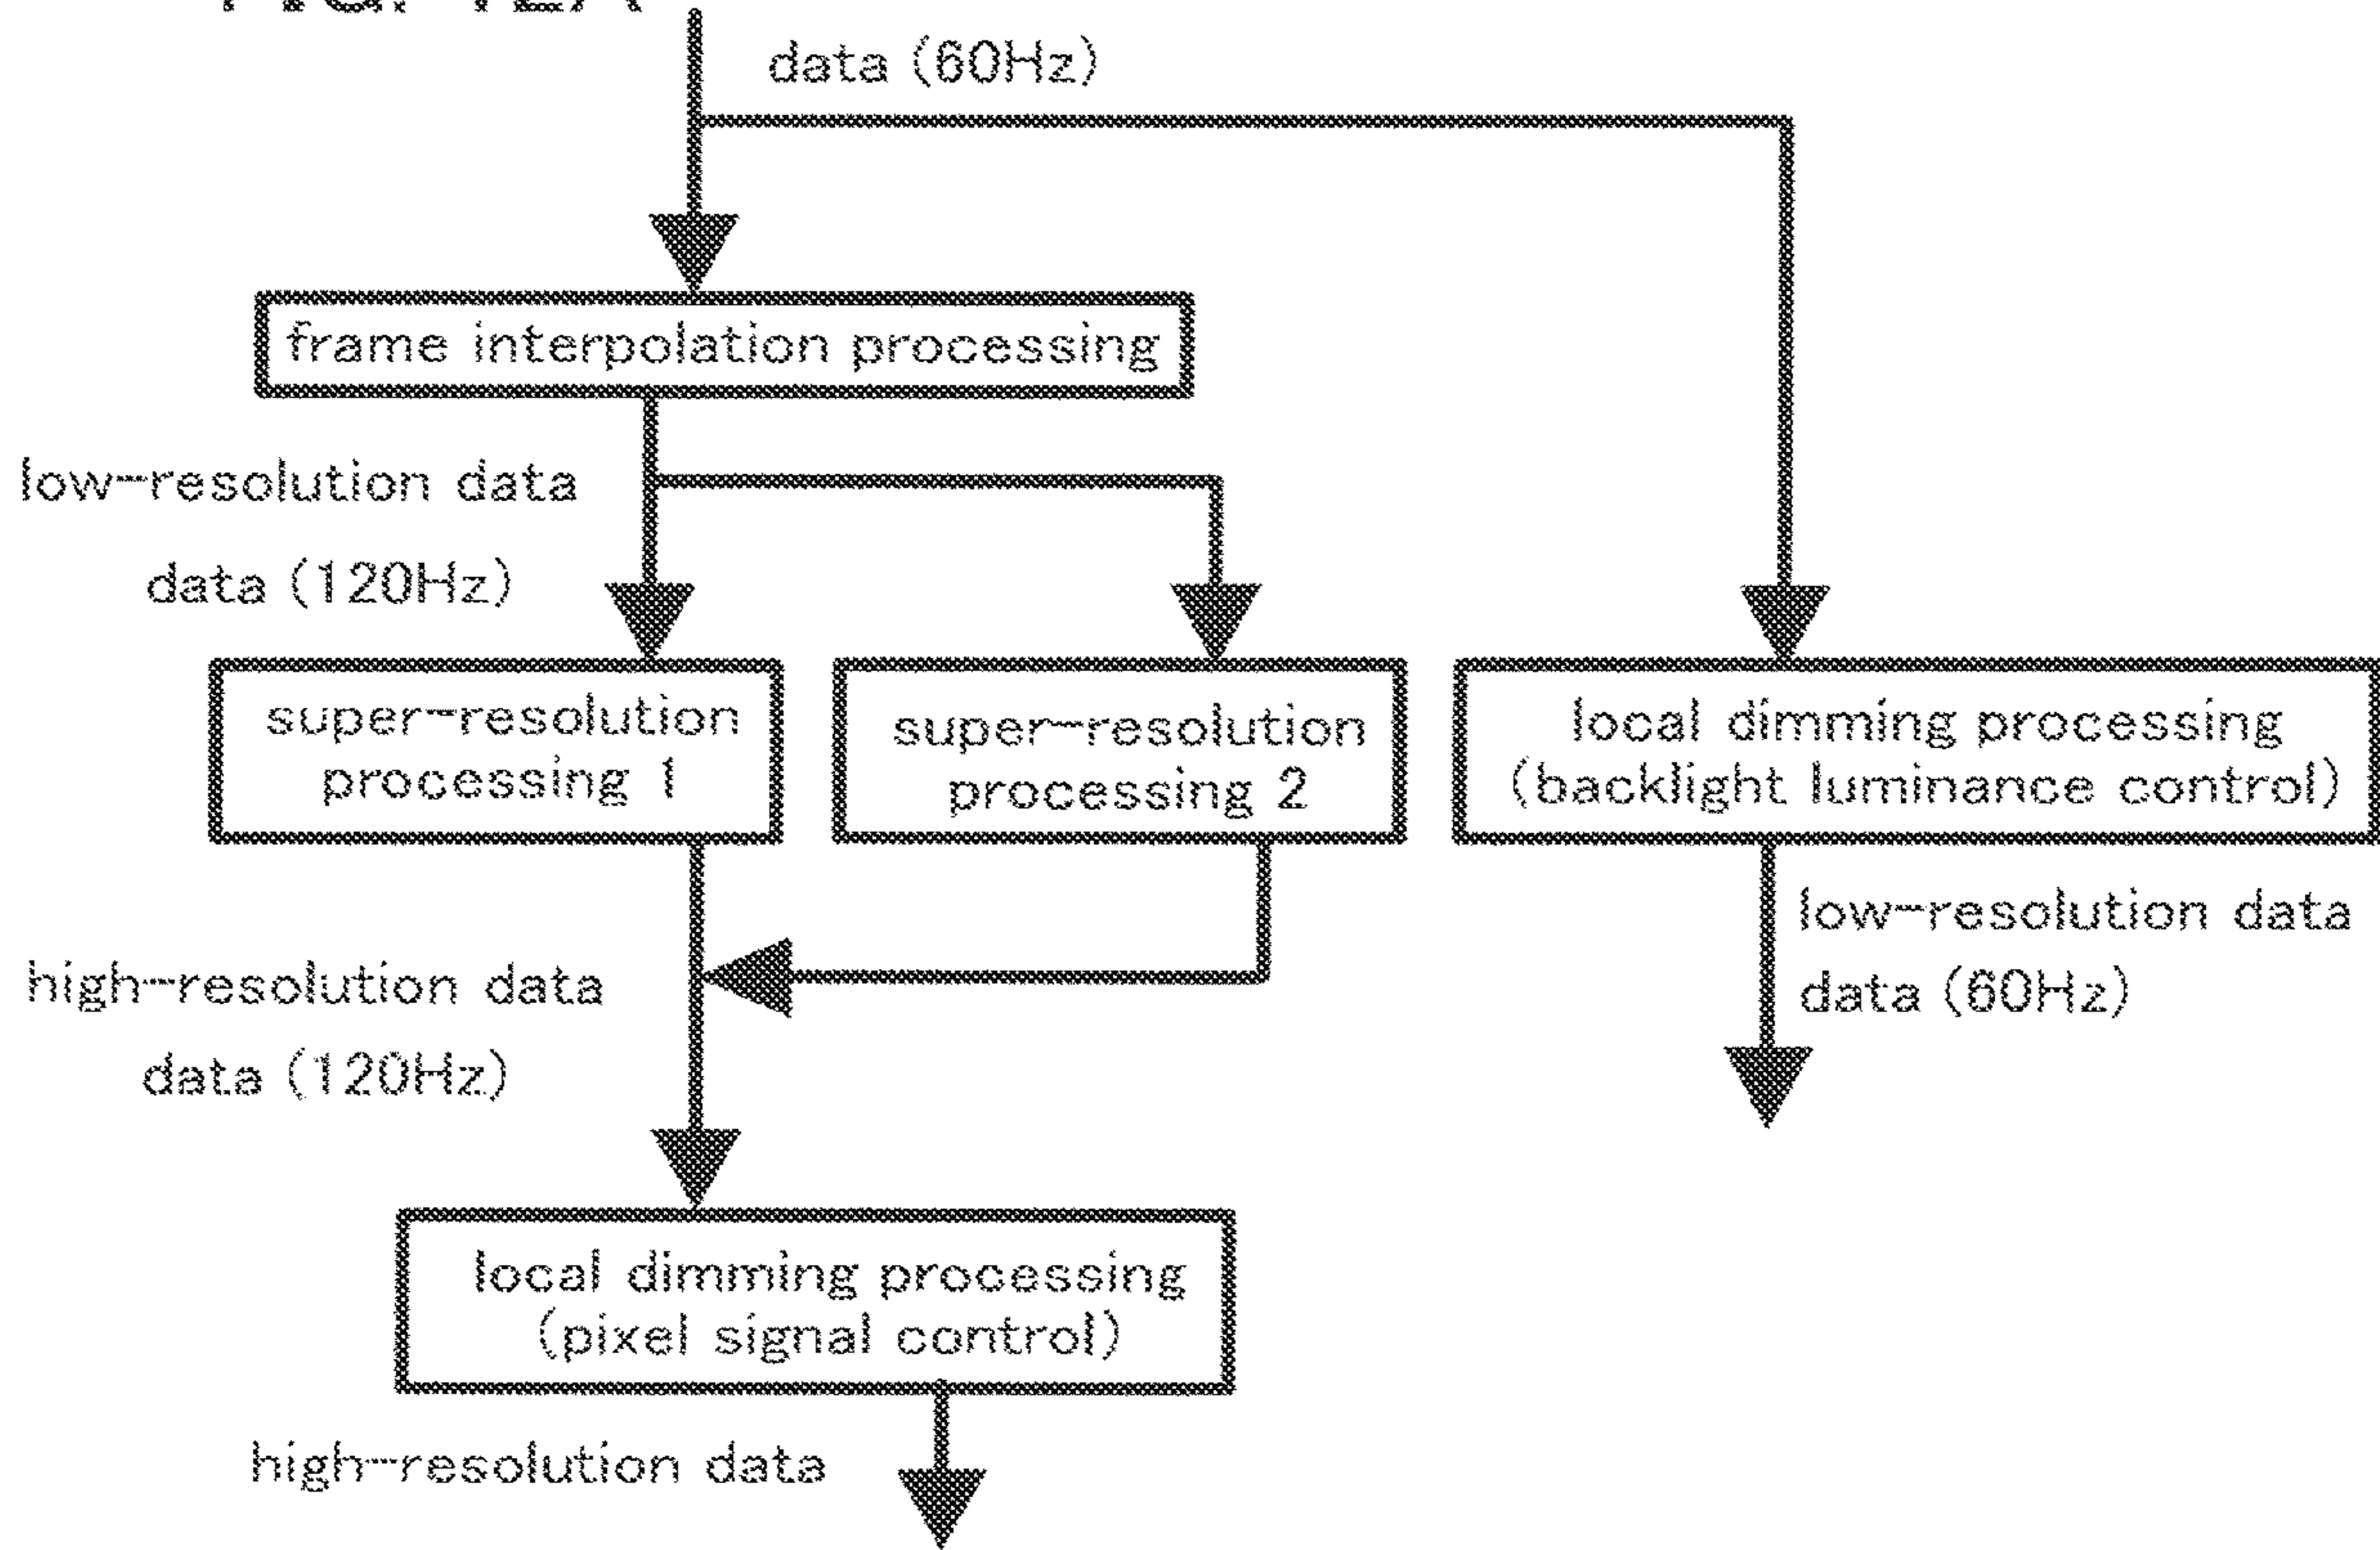 data (60Hz)
frame interpolation processing
low-resolution data
data (120Hz)
super-resolution
processing 1
super-resolution
processing 2
local dimming processing
(backlight luminance control)
low-resolution data
data (60Hz)
high-resolution data
data (120Hz)
local dimming processing
(pixel signal control)
high-resolution data